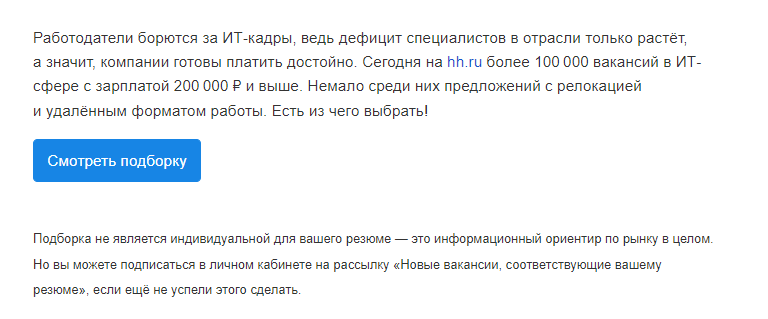 Работодатели борются за ИТ-кадры, ведь дефицит специалистов в отрасли только растёт,
а значит, компании готовы платить достойно. Сегодня на hh.ru более 100 000 вакансий в ИТ-
сфере с зарплатой 200 000 ₽ и выше. Немало среди них предложений с релокацией
и удалённым форматом работы. Есть из чего выбрать!
Смотреть подборку
Подборка не является индивидуальной для вашего резюме — это информационный ориентир по рынку в целом.
Но вы можете подписаться в личном кабинете на рассылку «Новые вакансии, соответствующие вашему
резюме», если ещё не успели этого сделать.